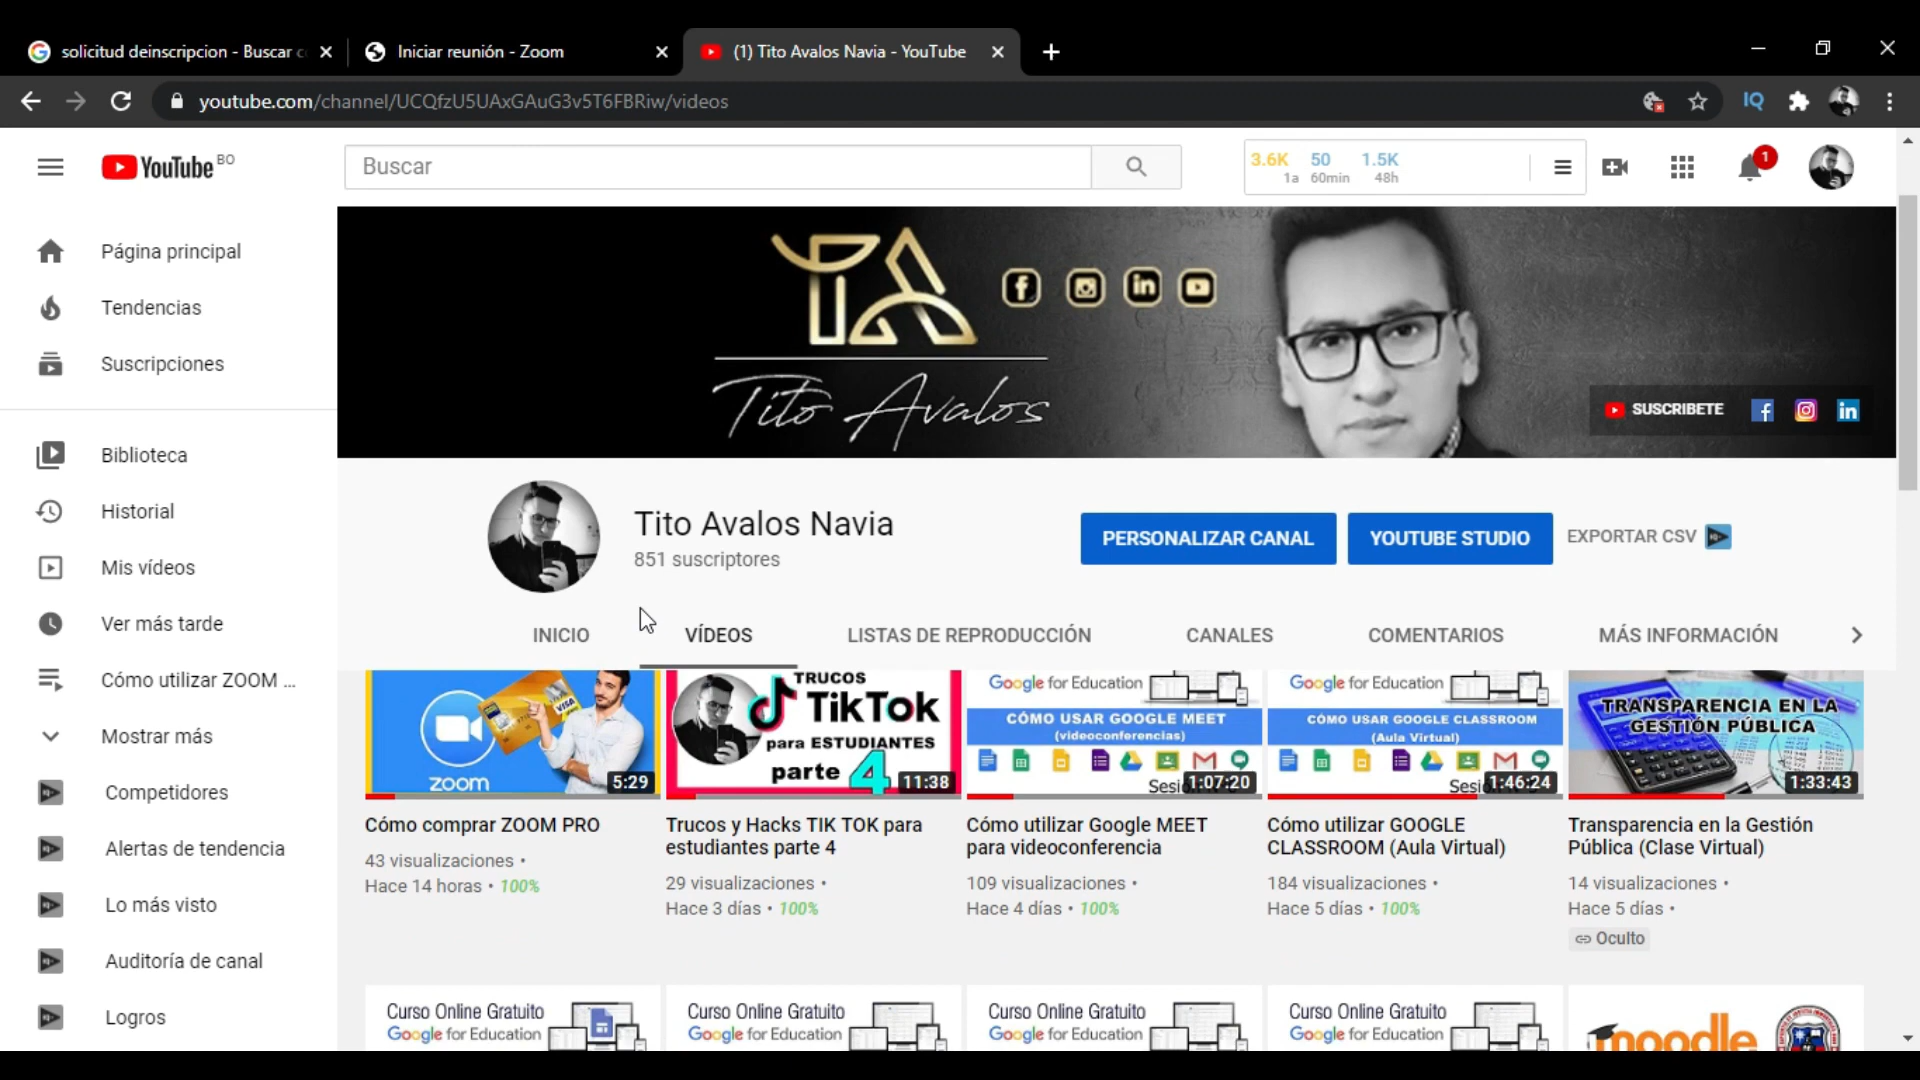 solicitud deinscripcion - Buscar c
Iniciar reunión - Zoom
(1) Tito Avalos Navia - YouTube
youtube.com/channel/UCQfzU5UAxGAuG3v5T6FBRiw/videos
IQ
YouTube BO
Buscar
3.6K 50 1.5K
1a 60min 48h
1
Página principal
Tendencias
Suscripciones
Biblioteca
Historial
Mis vídeos
Ver más tarde
Cómo utilizar ZOOM ...
Mostrar más
Competidores
Alertas de tendencia
Lo más visto
Auditoría de canal
Logros
TA
Tito Avalos
SUSCRIBETE
Tito Avalos Navia
851 suscriptores
PERSONALIZAR CANAL
YOUTUBE STUDIO
EXPORTAR CSV
INICIO
VÍDEOS
LISTAS DE REPRODUCCIÓN
CANALES
COMENTARIOS
MÁS INFORMACIÓN
VISA
zoom
5:29
Cómo comprar ZOOM PRO
43 visualizaciones •
Hace 14 horas • 100%
TRUCOS
TikTok
para ESTUDIANTES
parte 4
11:38
Trucos y Hacks TIK TOK para
estudiantes parte 4
29 visualizaciones •
Hace 3 días • 100%
Google for Education
CÓMO USAR GOOGLE MEET
(videoconferencias)
1:07:20
Cómo utilizar Google MEET
para videoconferencia
109 visualizaciones •
Hace 4 días • 100%
Google for Education
CÓMO USAR GOOGLE CLASSROOM
(Aula Virtual)
1:46:24
Cómo utilizar GOOGLE
CLASSROOM (Aula Virtual)
184 visualizaciones •
Hace 5 días • 100%
TRANSPARENCIA EN LA
GESTIÓN PÚBLICA
1:33:43
Transparencia en la Gestión
Pública (Clase Virtual)
14 visualizaciones •
Hace 5 días •
Oculto
Curso Online Gratuito
Google for Education
Curso Online Gratuito
Google for Education
Curso Online Gratuito
Google for Education
Curso Online Gratuito
Google for Education
moodle